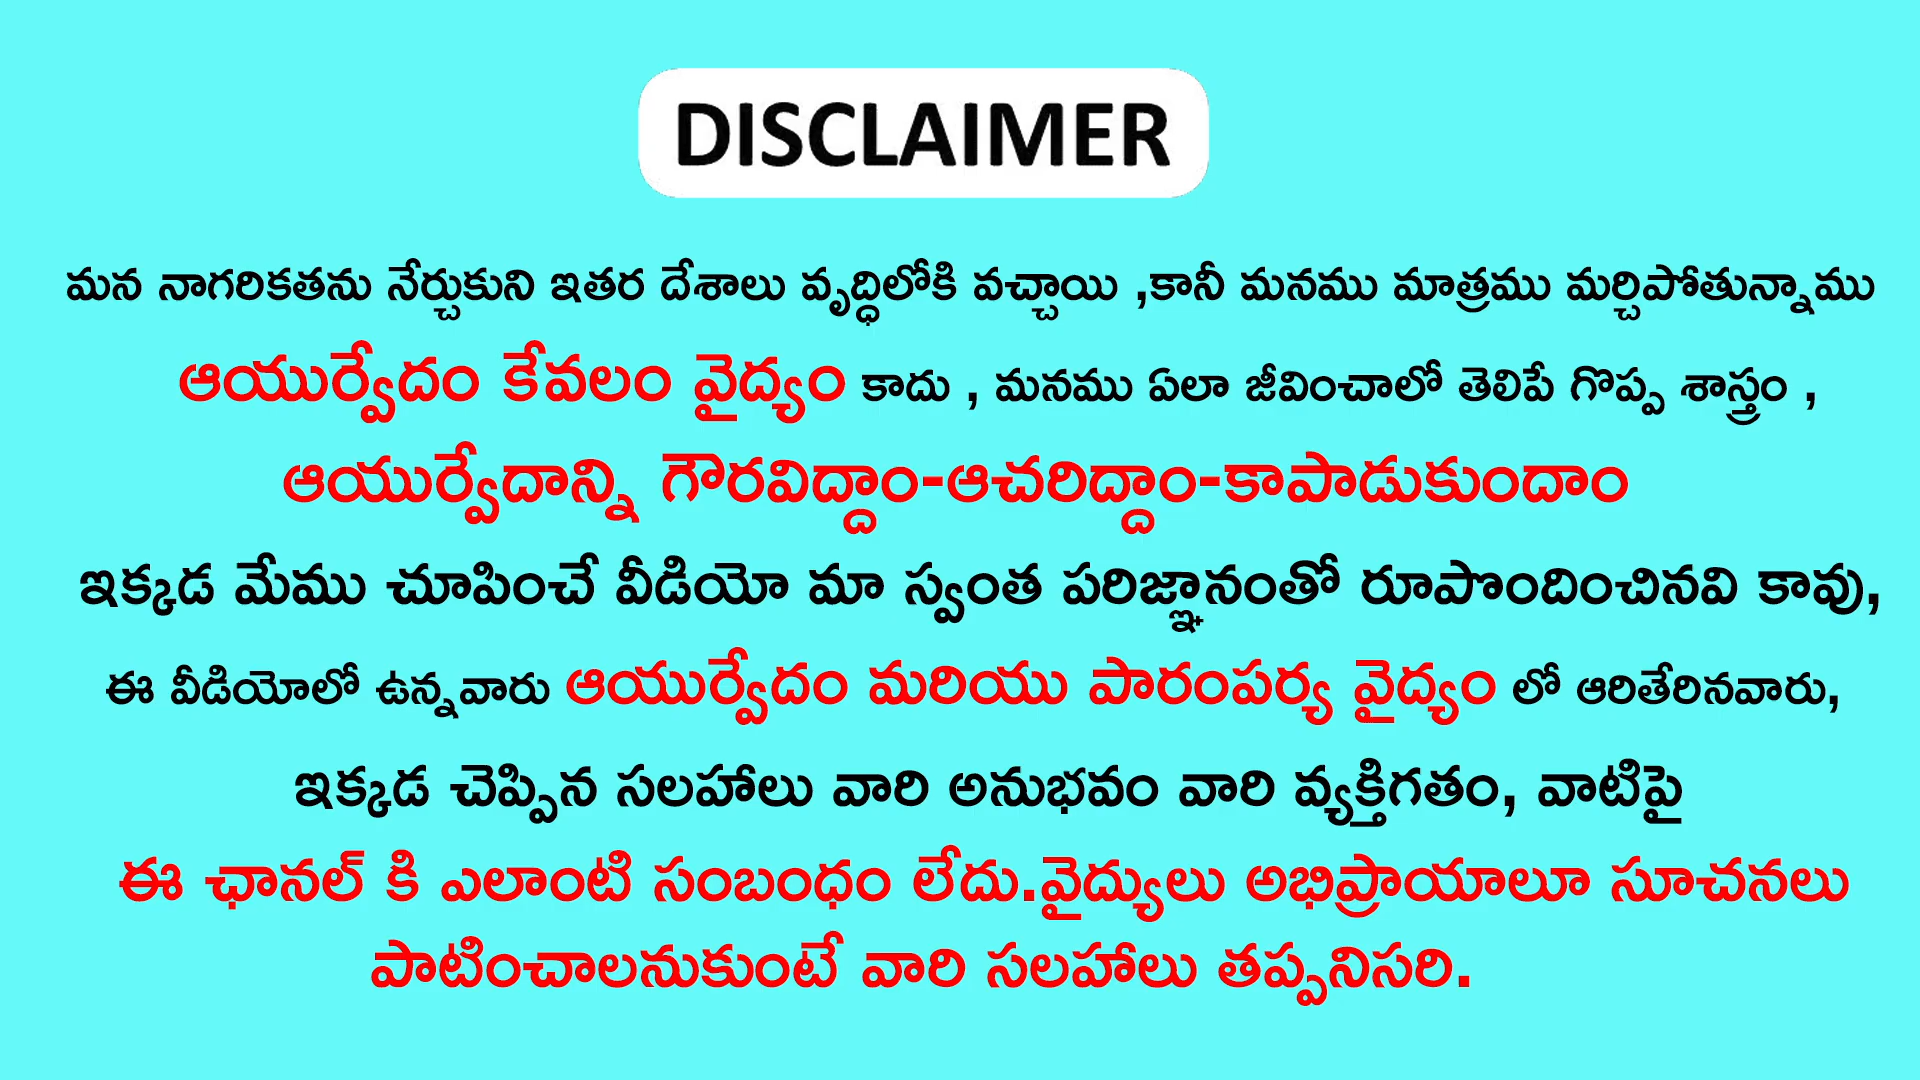 DISCLAIMER
మన నాగరికతను నేర్చుకుని ఇతర దేశాలు వృద్ధిలోకి వచ్చాయి ,కానీ మనము మాత్రము మర్చిపోతున్నాము
ఆయుర్వేదం కేవలం వైద్యం కాదు , మనము ఏలా జీవించాలో తెలిపే గొప్ప శాస్త్రం ,
ఆయుర్వేదాన్ని గౌరవిద్దాం-ఆచరిద్దాం-కాపాడుకుందాం
ఇక్కడ మేము చూపించే వీడియో మా స్వంత పరిజ్ఞానంతో రూపొందించినవి కావు,
ఈ వీడియోలో ఉన్నవారు ఆయుర్వేదం మరియు పారంపర్య వైద్యం లో ఆరితేరినవారు,
ఇక్కడ చెప్పిన సలహాలు వారి అనుభవం వారి వ్యక్తిగతం, వాటిపై
ఈ ఛానల్ కి ఎలాంటి సంబంధం లేదు.వైద్యులు అభిప్రాయాలూ సూచనలు
పాటించాలనుకుంటే వారి సలహాలు తప్పనిసరి.